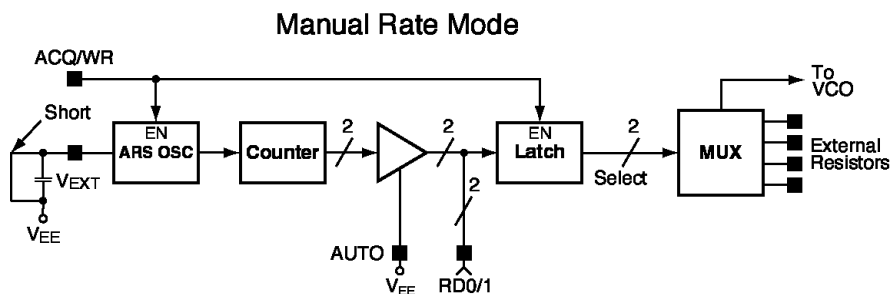 Manual Rate Mode
ACQ/WR
To
VCO
Short
EN
ARS OSC
Counter
2
2
EN
Latch
2
Select
MUX
External
Resistors
VEXT
VEE
2
AUTO
VEE
RD0/1